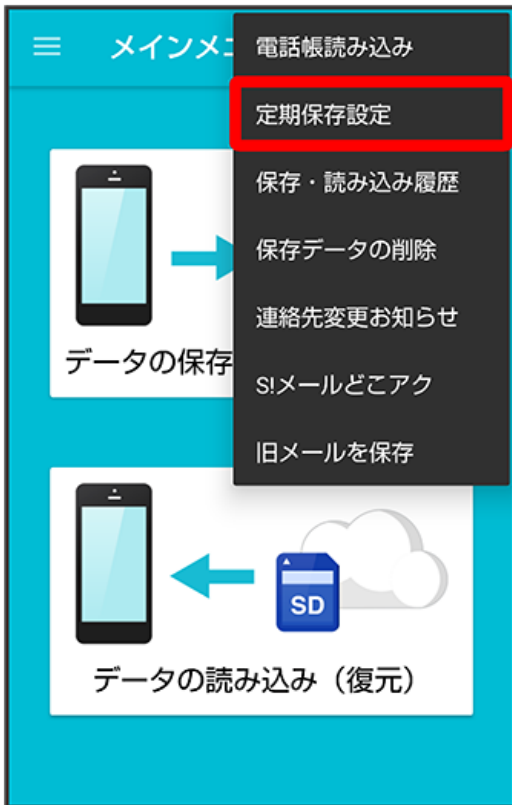 メインメニ
電話帳読み込み
定期保存設定
保存・読み込み履歴
保存データの削除
連絡先変更お知らせ
S!メールどこアク
旧メールを保存
データの保存
SD
データの読み込み（復元）